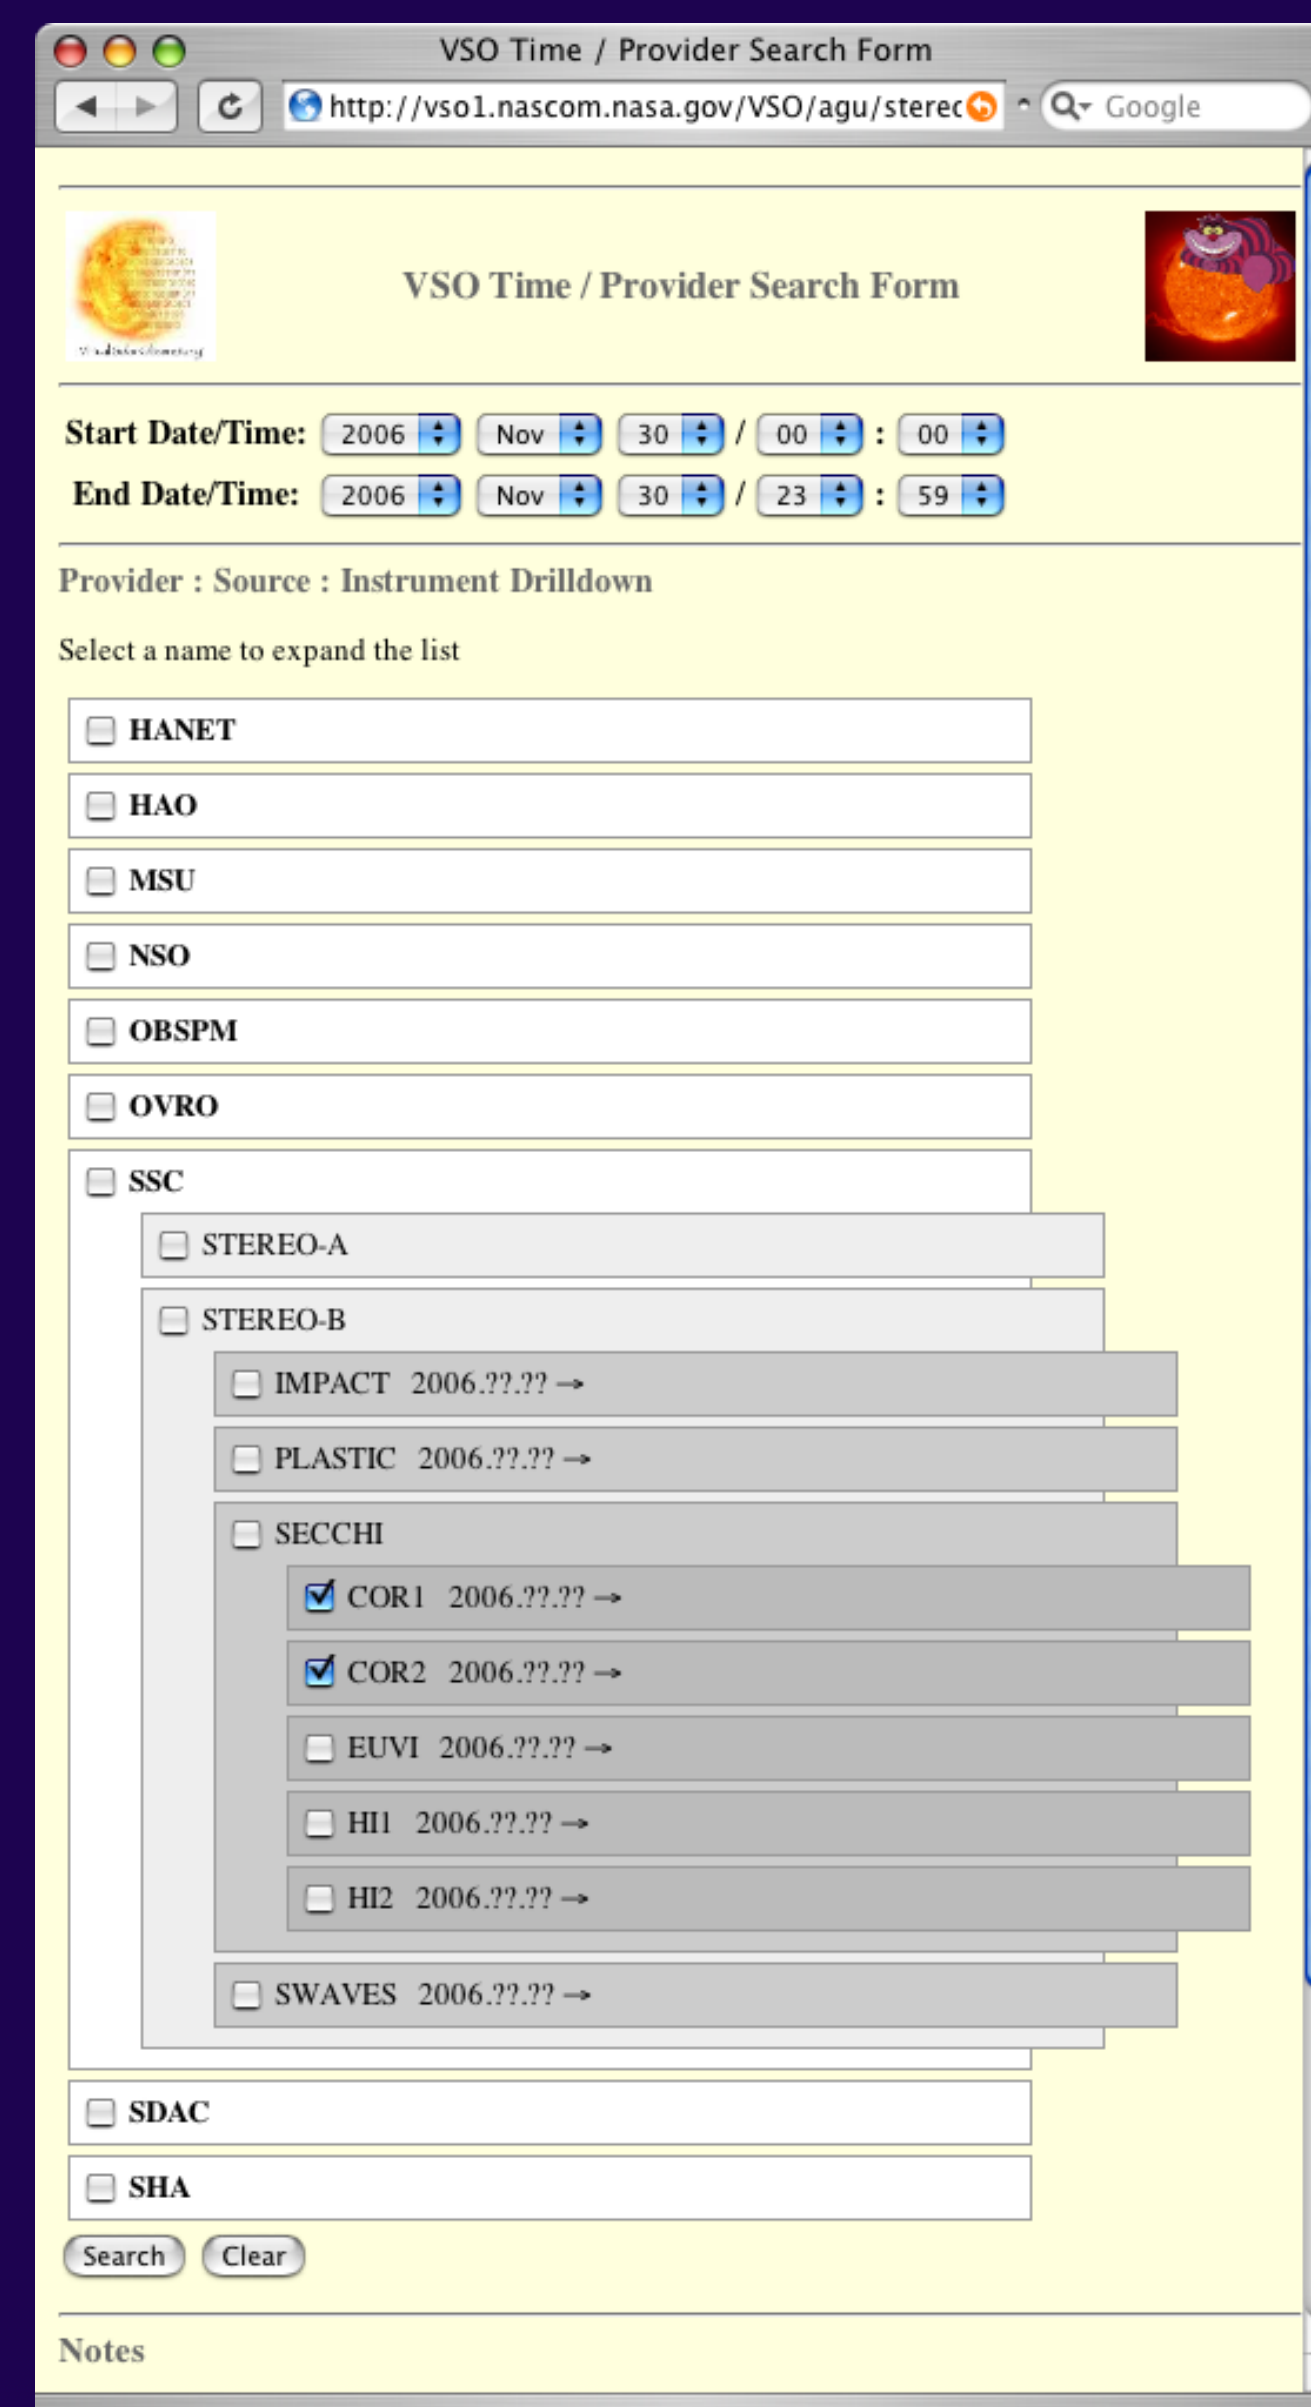 VSO Time / Provider Search Form
http://vso1.nascom.nasa.gov/VSO/agu/sterec Google
VSO Time / Provider Search Form
Start Date/Time: 2006 Nov 30 / 00 : 00
End Date/Time: 2006 Nov 30 / 23 : 59
Provider : Source : Instrument Drilldown
Select a name to expand the list
HANET
HAO
MSU
NSO
OBSPM
OVRO
SSC
STEREO-A
STEREO-B
IMPACT 2006.??.?? →
PLASTIC 2006.??.?? →
SECCHI
COR1 2006.??.?? →
COR2 2006.??.?? →
EUVI 2006.??.?? →
HI1 2006.??.?? →
HI2 2006.??.?? →
SWAVES 2006.??.?? →
SDAC
SHA
Search Clear
Notes